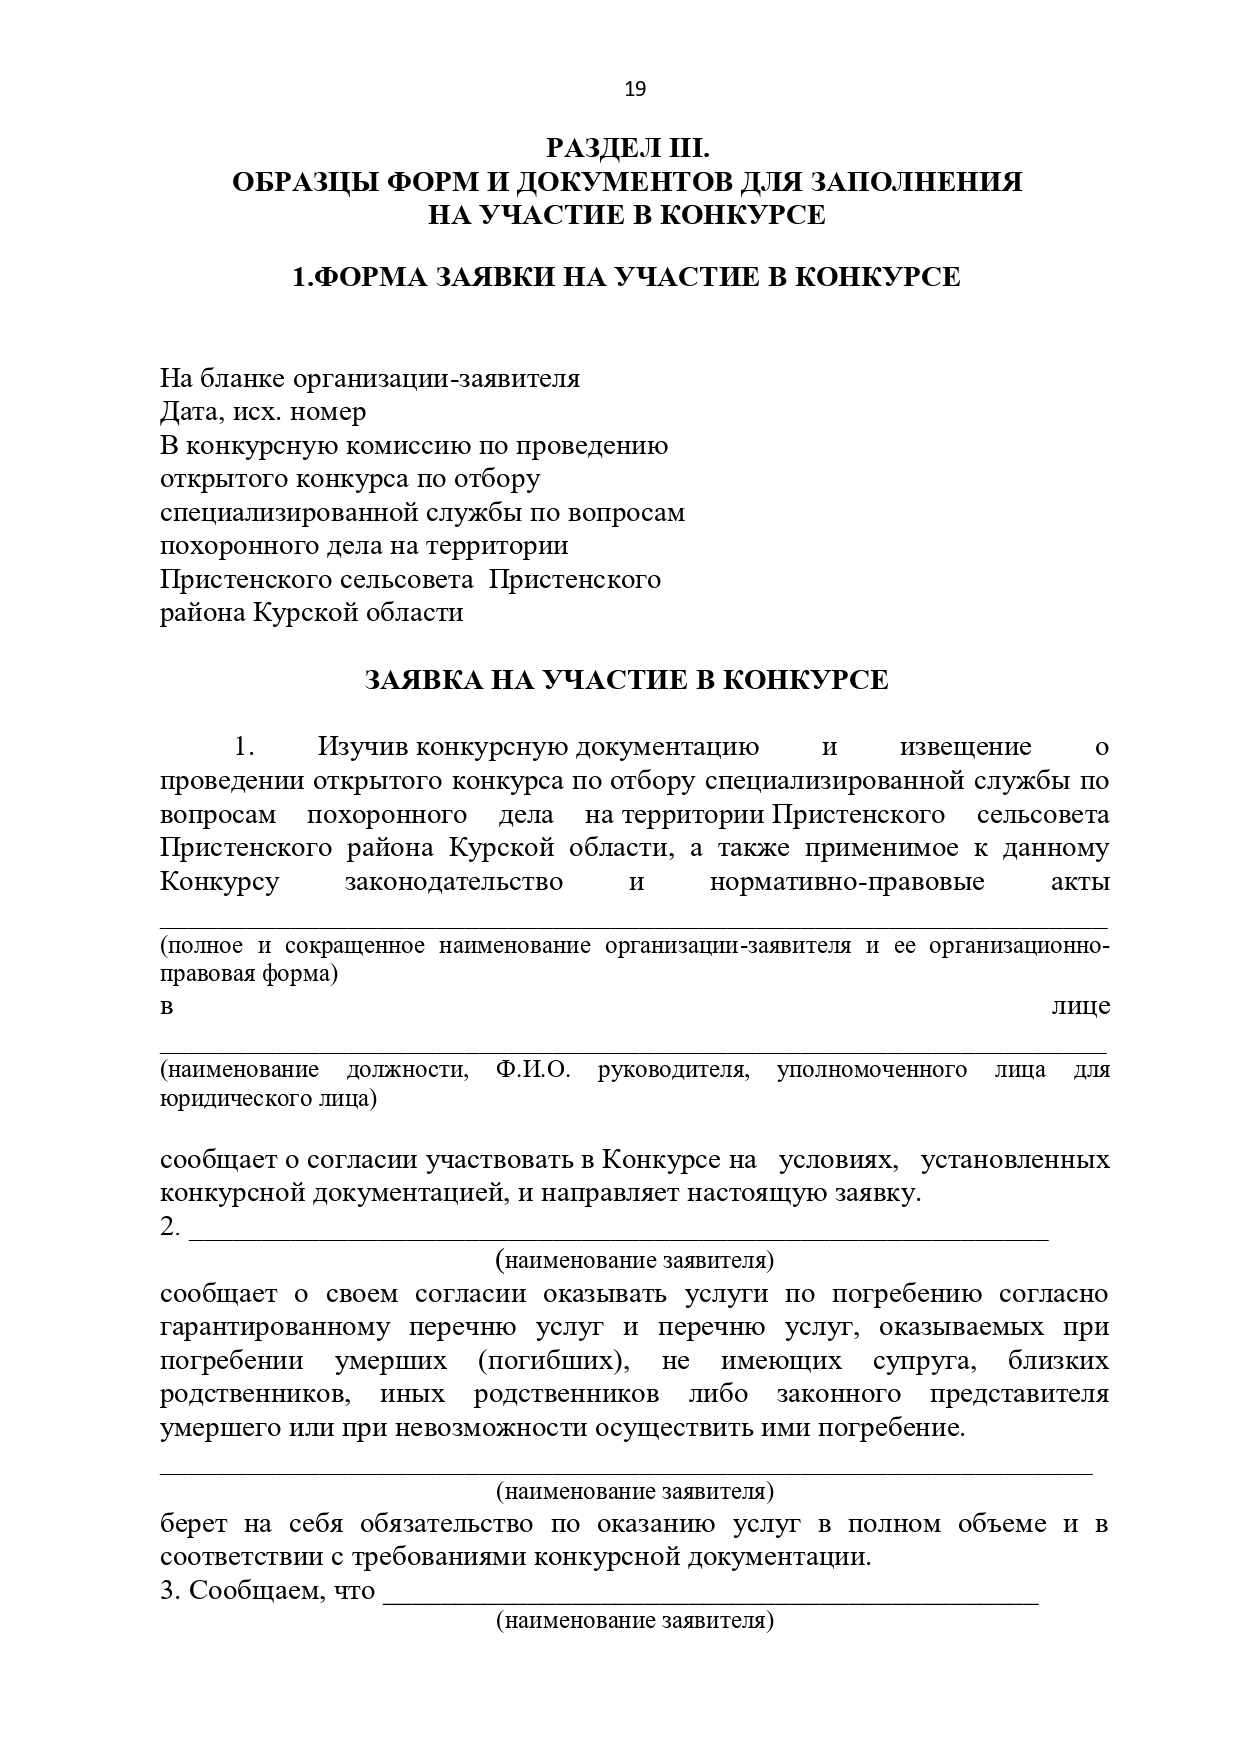 19
РАЗДЕЛ III.
ОБРАЗЦЫ ФОРМ И ДОКУМЕНТОВ ДЛЯ ЗАПОЛНЕНИЯ
НА УЧАСТИЕ В КОНКУРСЕ
1.ФОРМА ЗАЯВКИ НА УЧАСТИЕ В КОНКУРСЕ
На бланке организации-заявителя
Дата, исх. номер
В конкурсную комиссию по проведению
открытого конкурса по отбору
специализированной службы по вопросам
похоронного дела на территории
Пристенского сельсовета Пристенского
района Курской области
ЗАЯВКА НА УЧАСТИЕ В КОНКУРСЕ
1. Изучив конкурсную документацию и извещение о
проведении открытого конкурса по отбору специализированной службы по
вопросам похоронного дела на территории Пристенского сельсовета
Пристенского района Курской области, а также применимое к данному
Конкурсу законодательство и нормативно-правовые акты
____________________________________________________________________
(полное и сокращенное наименование организации-заявителя и ее организационно-
правовая форма)
в лице
____________________________________________________________________
(наименование должности, Ф.И.О. руководителя, уполномоченного лица для
юридического лица)
сообщает о согласии участвовать в Конкурсе на условиях, установленных
конкурсной документацией, и направляет настоящую заявку.
2. ______________________________________________________________
(наименование заявителя)
сообщает о своем согласии оказывать услуги по погребению согласно
гарантированному перечню услуг и перечню услуг, оказываемых при
погребении умерших (погибших), не имеющих супруга, близких
родственников, иных родственников либо законного представителя
умершего или при невозможности осуществить ими погребение.
___________________________________________________________________
(наименование заявителя)
берет на себя обязательство по оказанию услуг в полном объеме и в
соответствии с требованиями конкурсной документации.
3. Сообщаем, что _______________________________________________
(наименование заявителя)